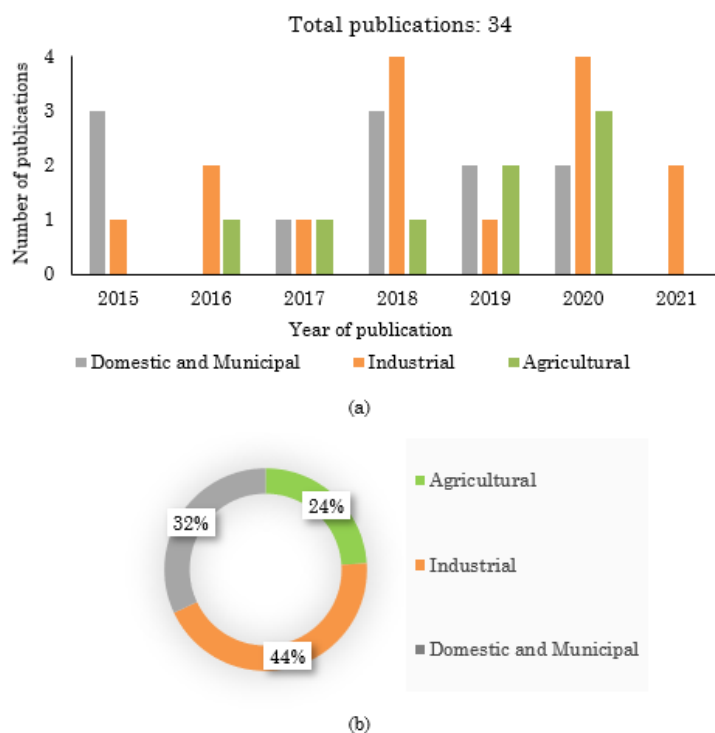 Total publications: 34
4
3
2
1
0
Number of publications
2015 2016 2017 2018 2019 2020 2021
Year of publication
Domestic and Municipal Industrial Agricultural
(a)
24%
32%
44%
Agricultural
Industrial
Domestic and Municipal
(b)